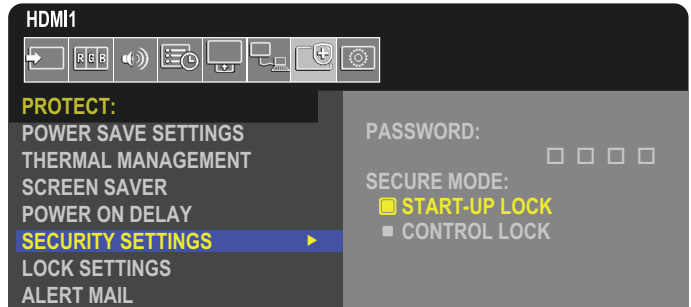 HDMI1
RGB
PROTECT:
POWER SAVE SETTINGS
THERMAL MANAGEMENT
SCREEN SAVER
POWER ON DELAY
SECURITY SETTINGS
LOCK SETTINGS
ALERT MAIL
PASSWORD:
SECURE MODE:
START-UP LOCK
CONTROL LOCK